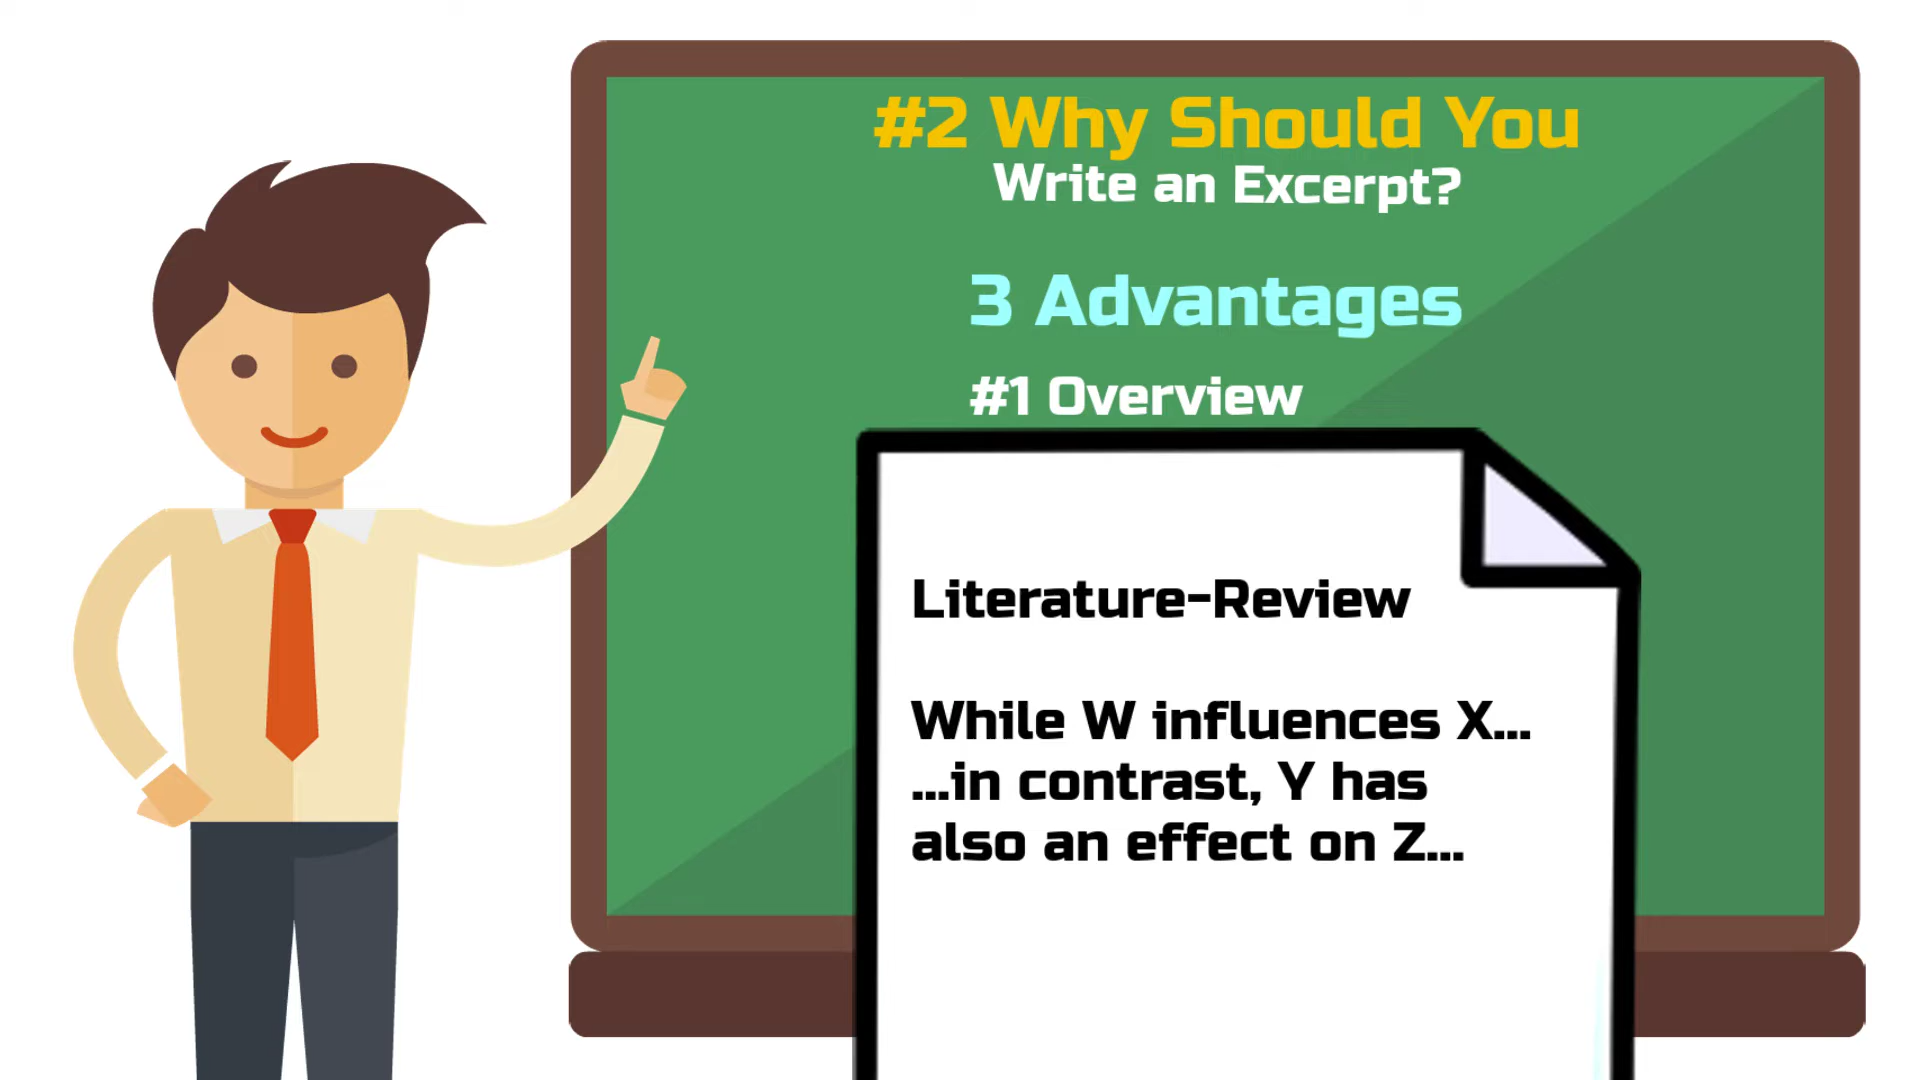 #2 Why Should You
Write an Excerpt?
3 Advantages
#1 Overview
Literature-Review
While W influences X...
...in contrast, Y has
also an effect on Z...